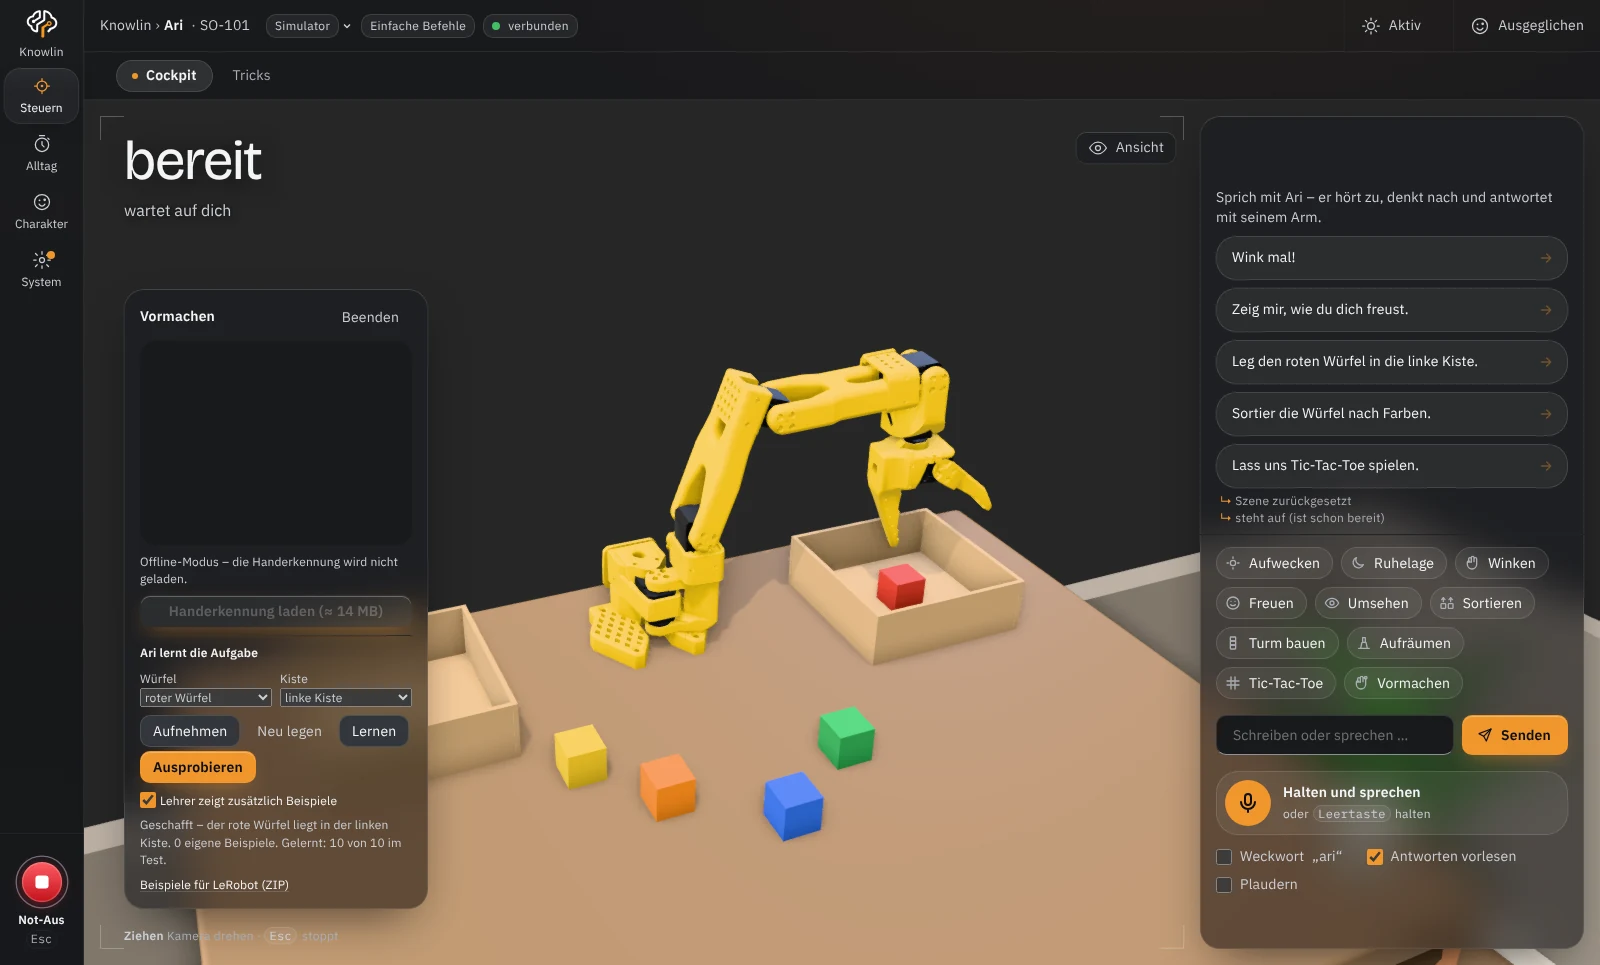 Knowlin
Knowlin › Ari · SO-101
Simulator
Einfache Befehle
verbunden
Aktiv
Ausgeglichen
Steuern
Alltag
Charakter
System
Not-Aus
Esc
Cockpit
Tricks
bereit
wartet auf dich
Ansicht
Vormachen
Beenden
Offline-Modus – die Handerkennung wird nicht
geladen.
Handerkennung laden (≈ 14 MB)
Ari lernt die Aufgabe
Würfel
Kiste
roter Würfel
linke Kiste
Aufnehmen
Neu legen
Lernen
Ausprobieren
Lehrer zeigt zusätzlich Beispiele
Geschafft – der rote Würfel liegt in der linken
Kiste. 0 eigene Beispiele. Gelernt: 10 von 10 im
Test.
Beispiele für LeRobot (ZIP)
Ziehen Kamera drehen · Esc stoppt
Sprich mit Ari – er hört zu, denkt nach und antwortet
mit seinem Arm.
Wink mal!
Zeig mir, wie du dich freust.
Leg den roten Würfel in die linke Kiste.
Sortier die Würfel nach Farben.
Lass uns Tic-Tac-Toe spielen.
Szene zurückgesetzt
steht auf (ist schon bereit)
Aufwecken
Ruhelage
Winken
Freuen
Umsehen
Sortieren
Turm bauen
Aufräumen
Tic-Tac-Toe
Vormachen
Schreiben oder sprechen …
Senden
Halten und sprechen
oder Leertaste halten
Weckwort „ari“
Antworten vorlesen
Plaudern